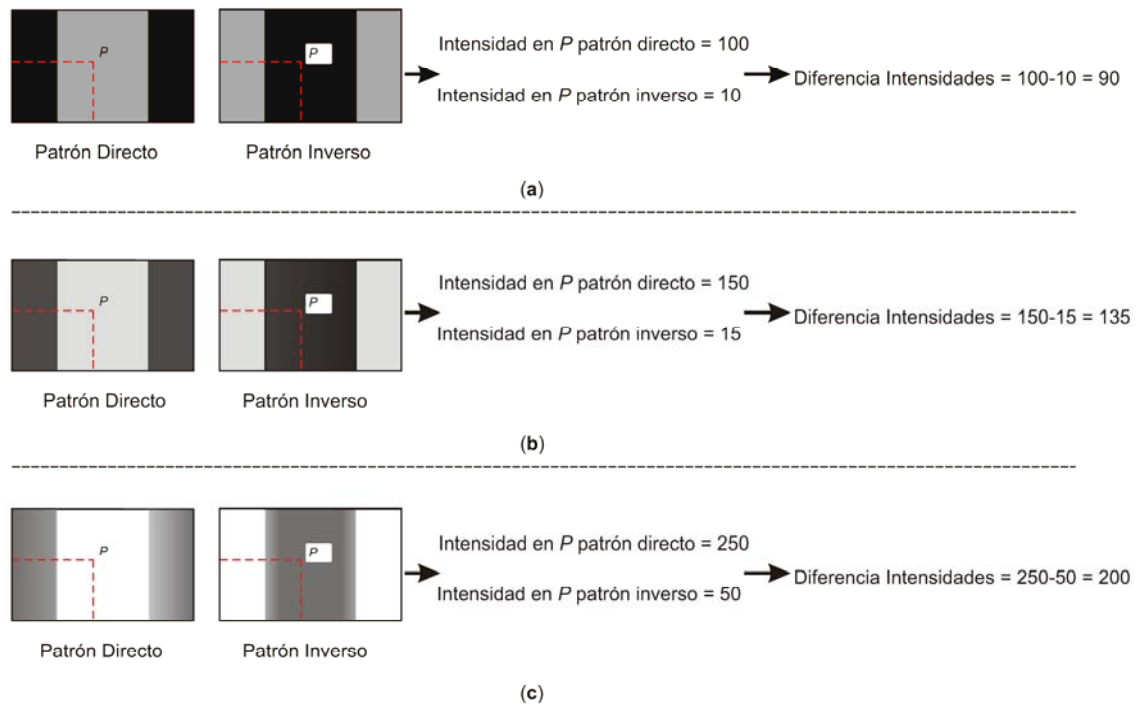 P
P
Intensidad en P patrón directo = 100
Intensidad en P patrón inverso = 10
Diferencia Intensidades = 100-10 = 90
Patrón Directo
Patrón Inverso
(a)
P
P
Intensidad en P patrón directo = 150
Intensidad en P patrón inverso = 15
Diferencia Intensidades = 150-15 = 135
Patrón Directo
Patrón Inverso
(b)
P
P
Intensidad en P patrón directo = 250
Intensidad en P patrón inverso = 50
Diferencia Intensidades = 250-50 = 200
Patrón Directo
Patrón Inverso
(c)